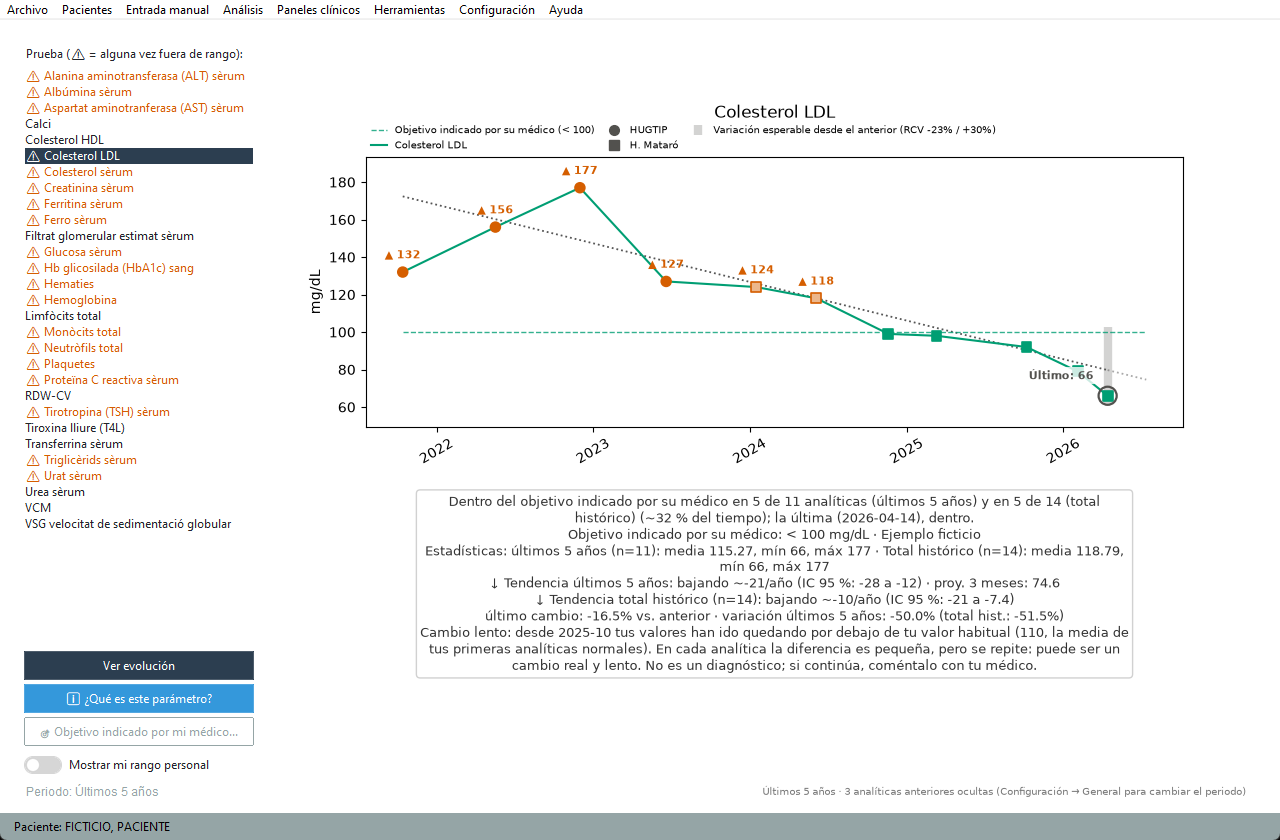 Archivo Pacientes Entrada manual Análisis Paneles clínicos Herramientas Configuración Ayuda
Prueba (⚠ = alguna vez fuera de rango):
⚠ Alanina aminotransferasa (ALT) sèrum
⚠ Albúmina sèrum
⚠ Aspartat aminotranferasa (AST) sèrum
Calci
Colesterol HDL
⚠ Colesterol LDL
⚠ Colesterol sèrum
⚠ Creatinina sèrum
⚠ Ferritina sèrum
⚠ Ferro sèrum
Filtrat glomerular estimat sèrum
⚠ Glucosa sèrum
⚠ Hb glicosilada (HbA1c) sang
⚠ Hematies
⚠ Hemoglobina
Limfòcits total
⚠ Monòcits total
⚠ Neutròfils total
⚠ Plaquetes
⚠ Proteïna C reactiva sèrum
RDW-CV
⚠ Tirotropina (TSH) sèrum
Tiroxina lliure (T4L)
Transferrina sèrum
⚠ Triglicèrids sèrum
⚠ Urat sèrum
Urea sèrum
VCM
VSG velocitat de sedimentació globular
Ver evolución
ⓘ ¿Qué es este parámetro?
Objetivo indicado por mi médico...
Mostrar mi rango personal
Periodo: Últimos 5 años
Colesterol LDL
Objetivo indicado por su médico (< 100)
Colesterol LDL
HUGTIP
H. Mataró
Variación esperable desde el anterior (RCV -23% / +30%)
mg/dL
180
160
140
120
100
80
60
▲ 132
▲ 156
▲ 177
▲ 127
▲ 124
▲ 118
Último: 66
2022
2023
2024
2025
2026
Dentro del objetivo indicado por su médico en 5 de 11 analíticas (últimos 5 años) y en 5 de 14 (total
histórico) (~32 % del tiempo); la última (2026-04-14), dentro.
Objetivo indicado por su médico: < 100 mg/dL · Ejemplo ficticio
Estadísticas: últimos 5 años (n=11): media 115.27, mín 66, máx 177 · Total histórico (n=14): media 118.79,
mín 66, máx 177
↓ Tendencia últimos 5 años: bajando ~-21/año (IC 95 %: -28 a -12) · proy. 3 meses: 74.6
↓ Tendencia total histórico (n=14): bajando ~-10/año (IC 95 %: -21 a -7.4)
último cambio: -16.5% vs. anterior · variación últimos 5 años: -50.0% (total hist.: -51.5%)
Cambio lento: desde 2025-10 tus valores han ido quedando por debajo de tu valor habitual (110, la media de
tus primeras analíticas normales). En cada analítica la diferencia es pequeña, pero se repite: puede ser un
cambio real y lento. No es un diagnóstico; si continúa, coméntalo con tu médico.
Últimos 5 años · 3 analíticas anteriores ocultas (Configuración → General para cambiar el periodo)
Paciente: FICTICIO, PACIENTE